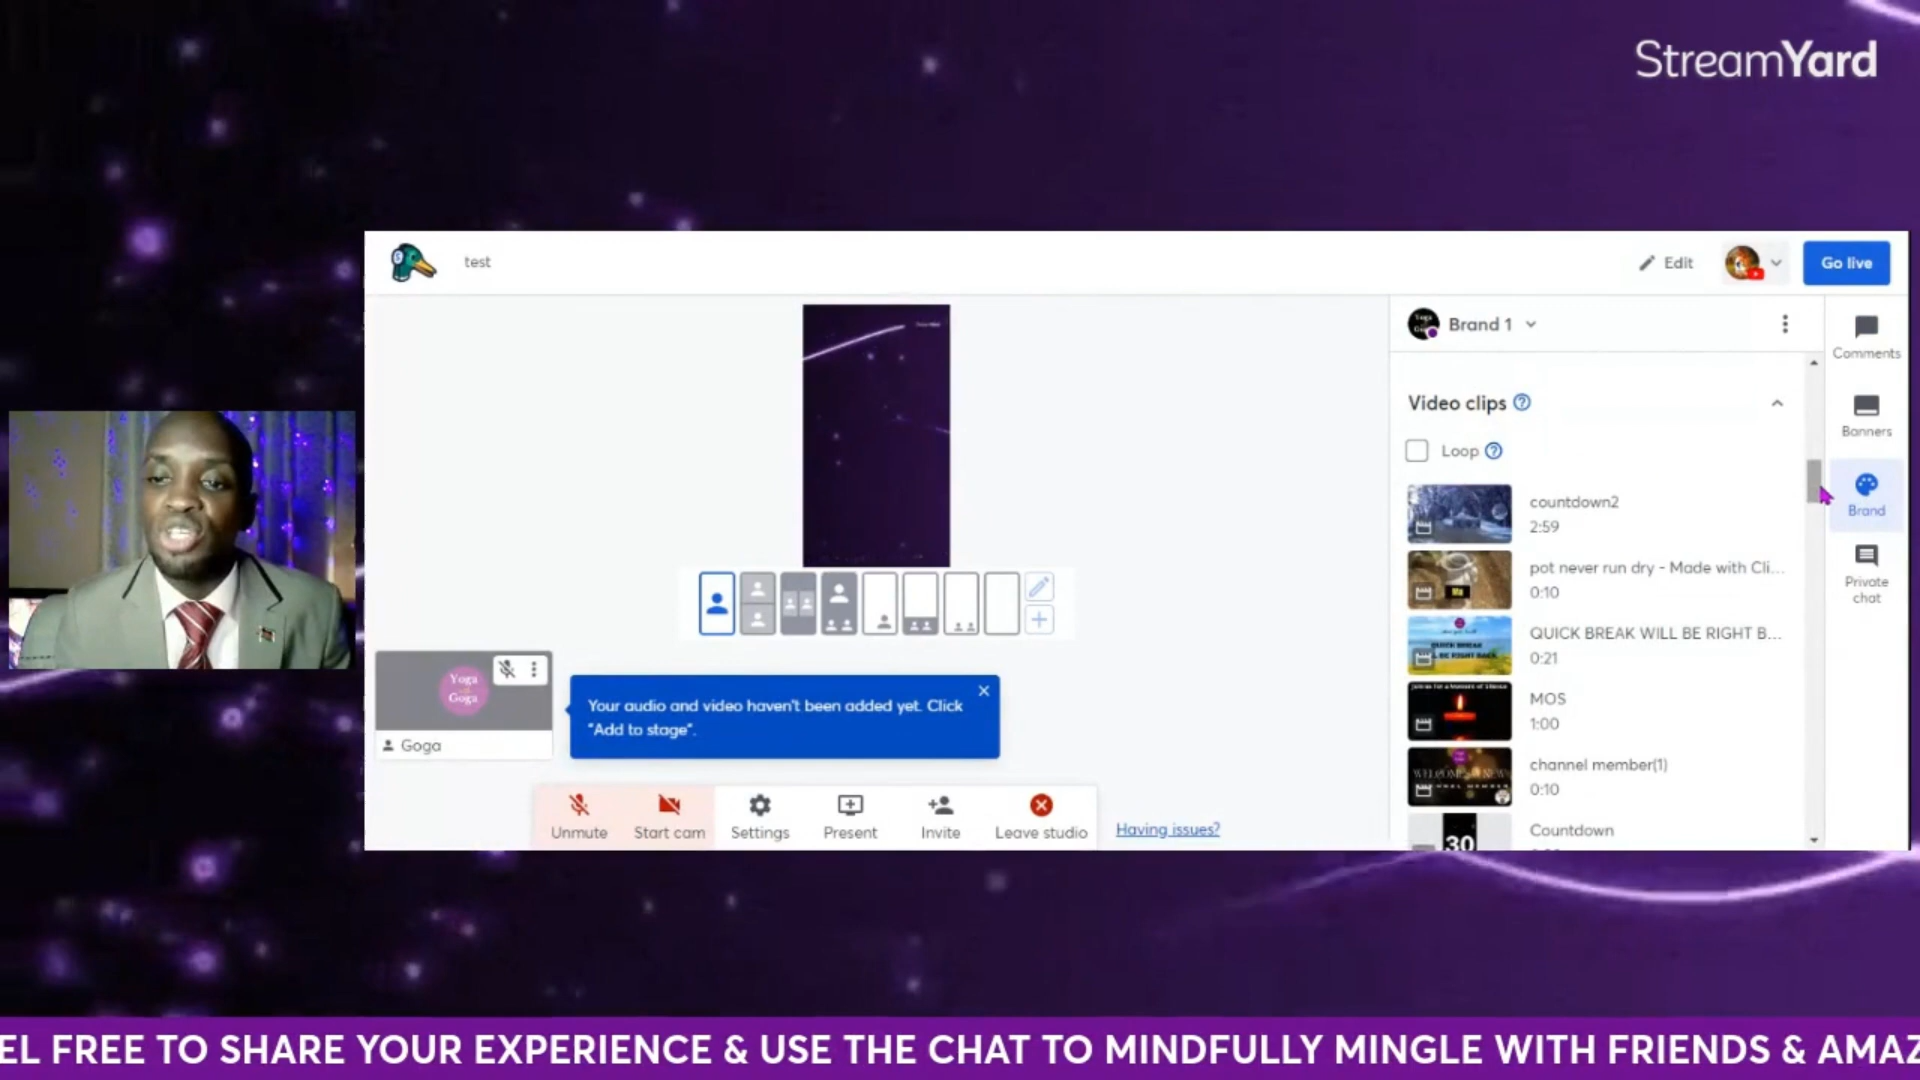 StreamYard
test
Edit
Go live
Brand 1
Comments
Video clips
Banners
Loop
countdown2
2:59
Brand
pot never run dry - Made with Cli...
0:10
Private
chat
QUICK BREAK WILL BE RIGHT B...
0:21
QUICK BREAK
MOS
1:00
channel member(1)
0:10
Countdown
30
Yoga
Goga
Goga
Your audio and video haven't been added yet. Click
"Add to stage".
Unmute
Start cam
Settings
Present
Invite
Leave studio
Having issues?
EL FREE TO SHARE YOUR EXPERIENCE & USE THE CHAT TO MINDFULLY MINGLE WITH FRIENDS & AMAZ